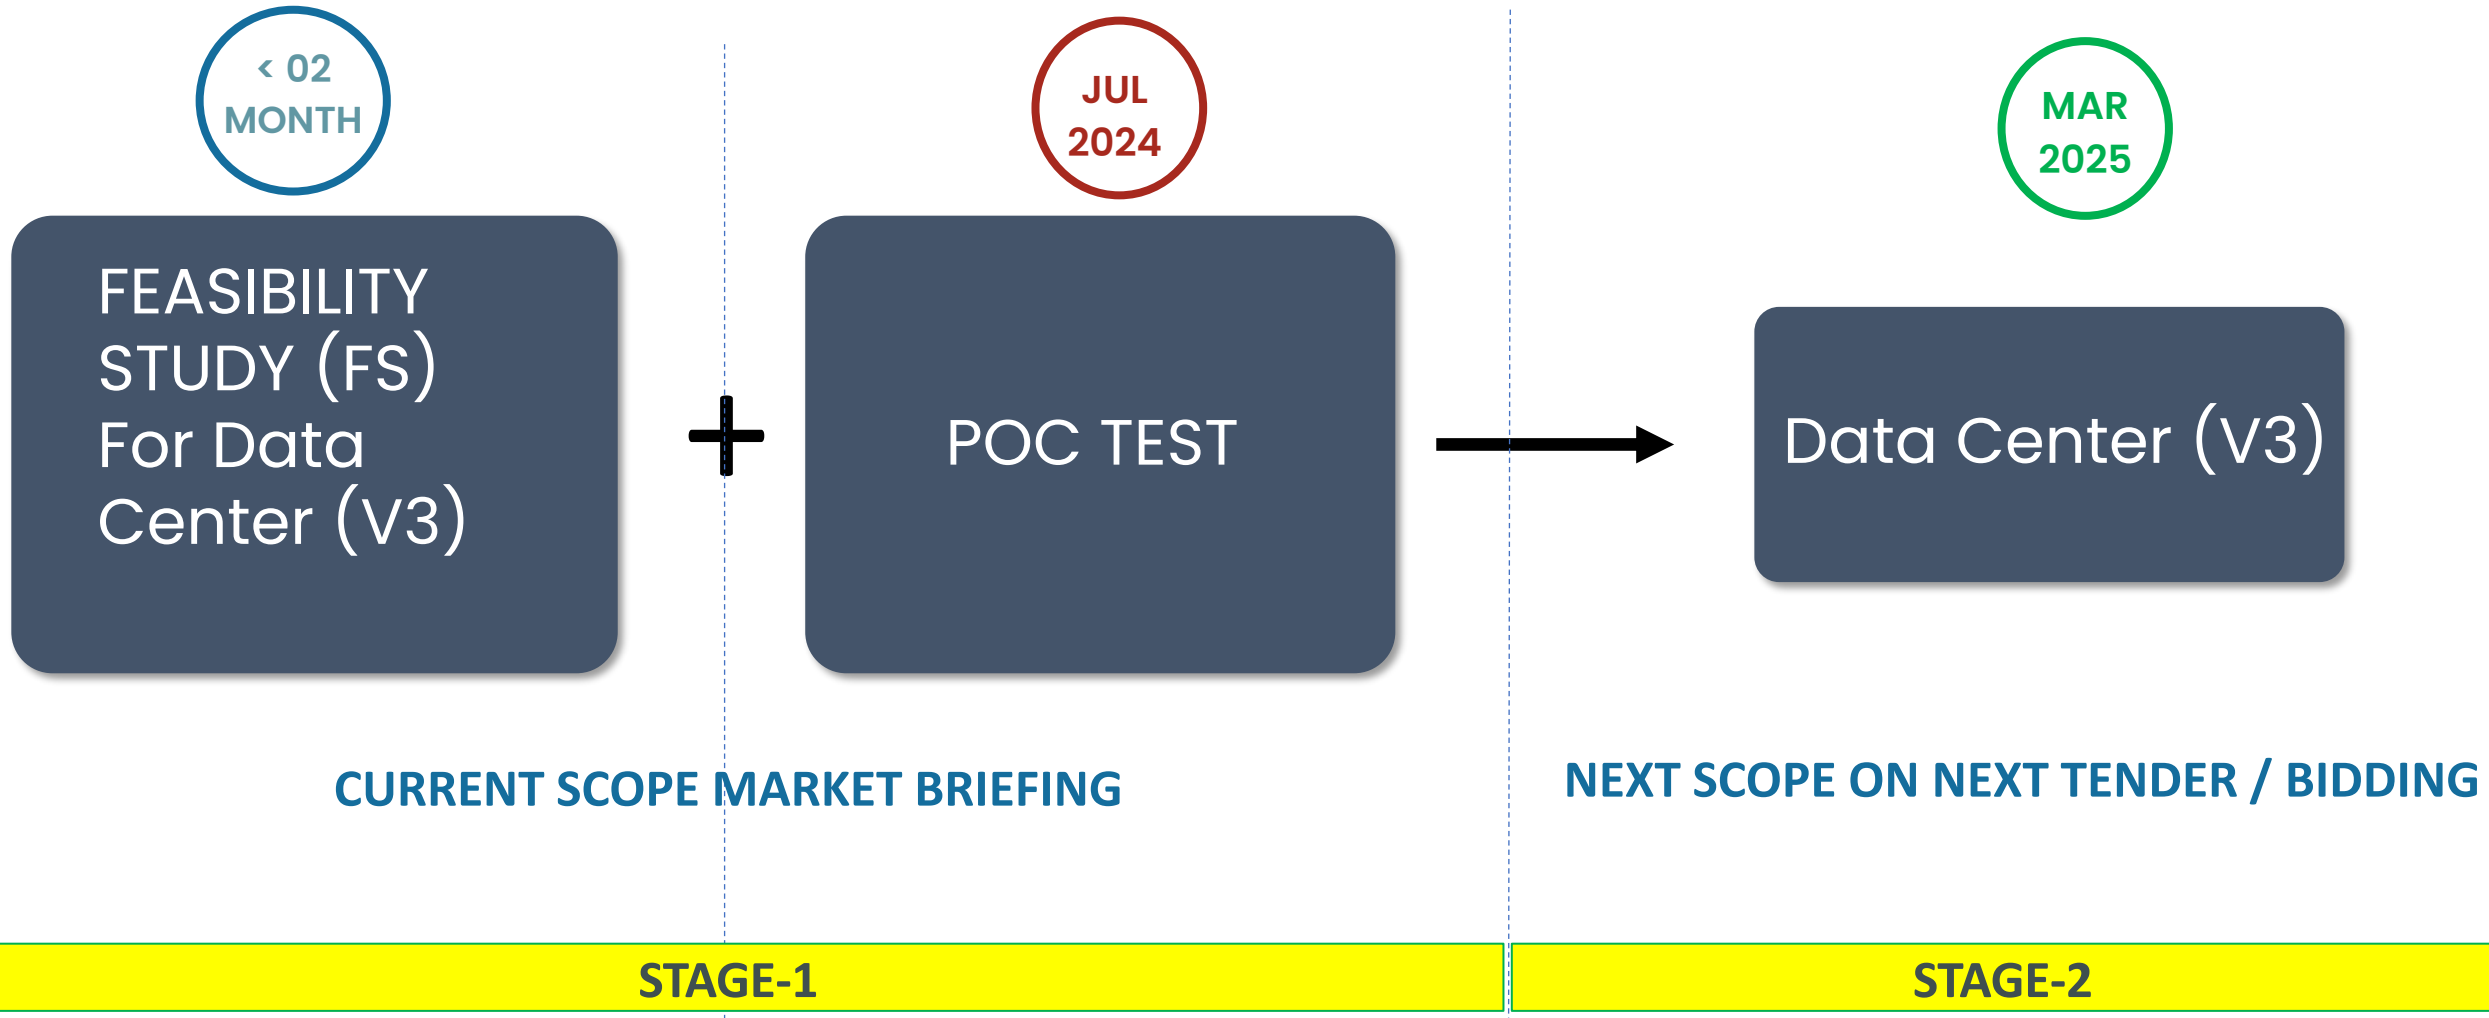 < 02
MONTH
JUL
2024
MAR
2025
FEASIBILITY
STUDY (FS)
For Data
Center (V3)
+
POC TEST
Data Center (V3)
CURRENT SCOPE MARKET BRIEFING
NEXT SCOPE ON NEXT TENDER / BIDDING
STAGE-1
STAGE-2